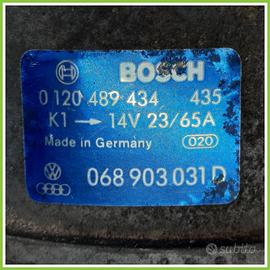 BOSCH
0 120 489 434 435
K1 → 14V 23/65A
Made in Germany 020
068 903 031 D
subito